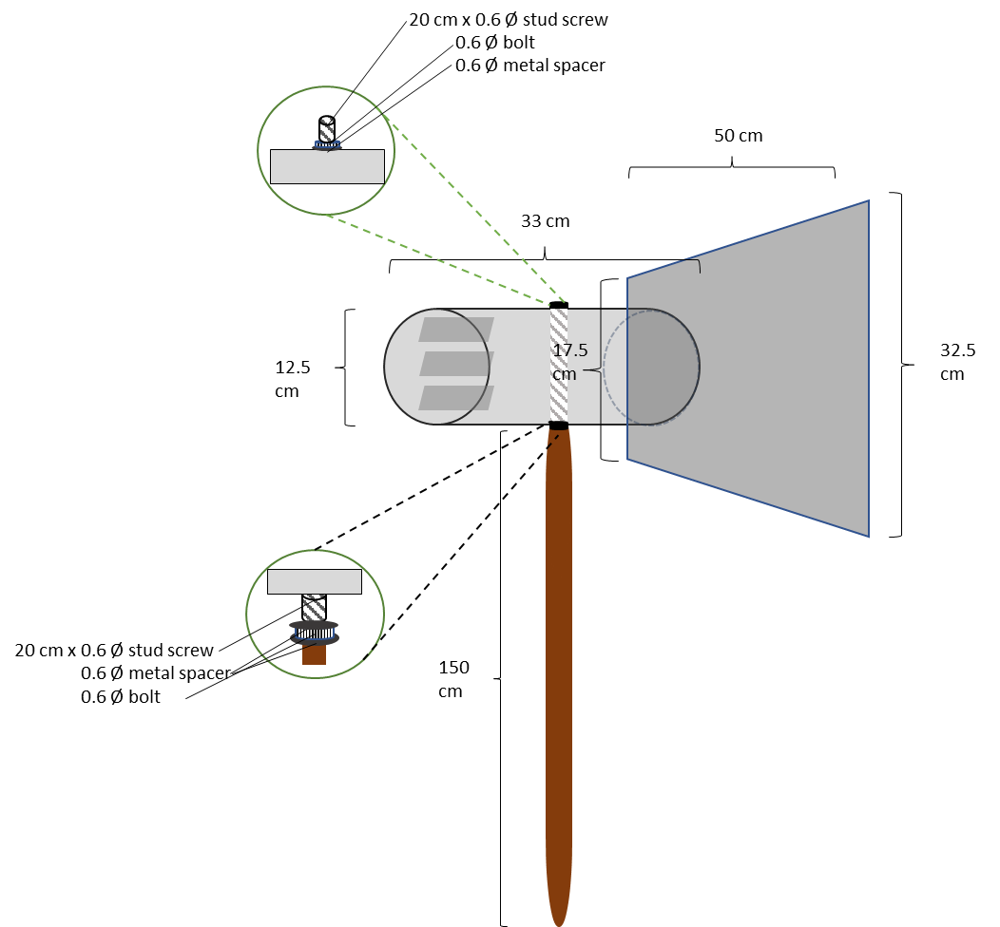 20 cm x 0.6 Ø stud screw
0.6 Ø bolt
0.6 Ø metal spacer
50 cm
33 cm
12.5
cm
17.5
cm
32.5
cm
20 cm x 0.6 Ø stud screw
0.6 Ø metal spacer
0.6 Ø bolt
150
cm